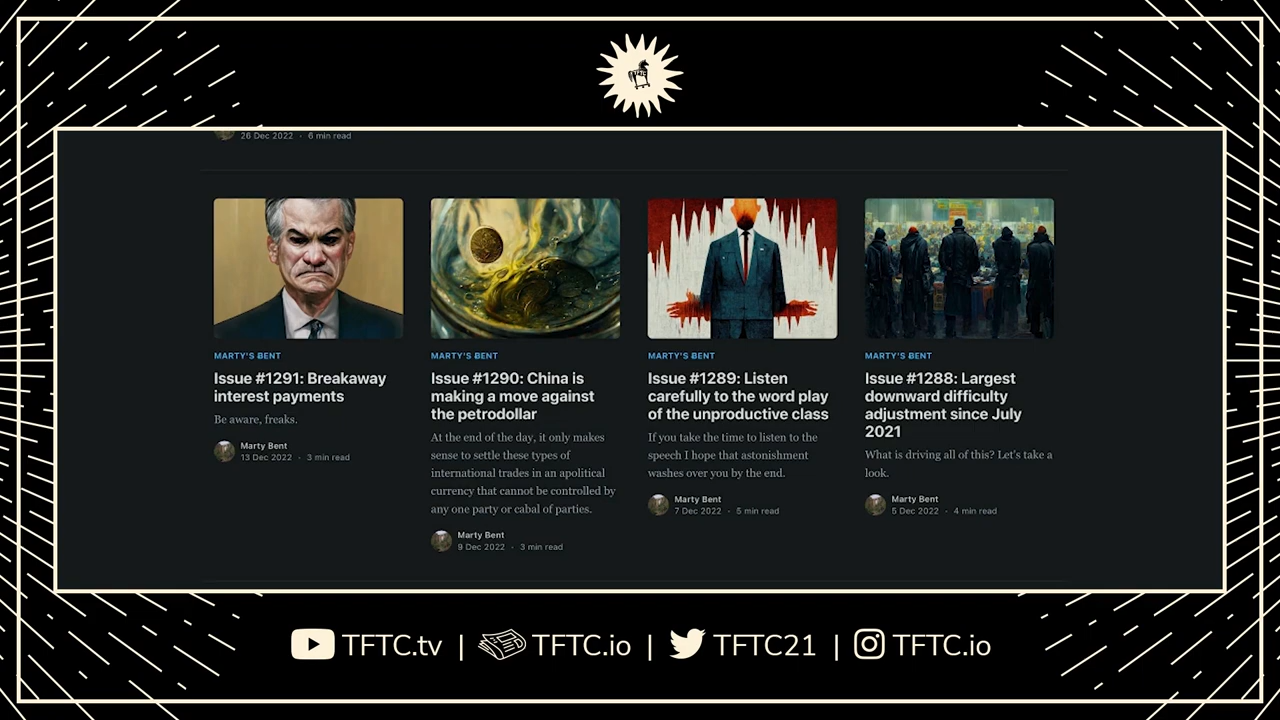 26 Dec 2022 · 6 min read
MARTY'S BENT
Issue #1291: Breakaway
interest payments
Be aware, freaks.
Marty Bent
13 Dec 2022 · 3 min read
MARTY'S BENT
Issue #1290: China is
making a move against
the petrodollar
At the end of the day, it only makes
sense to settle these types of
international trades in an apolitical
currency that cannot be controlled by
any one party or cabal of parties.
Marty Bent
9 Dec 2022 · 3 min read
MARTY'S BENT
Issue #1289: Listen
carefully to the word play
of the unproductive class
If you take the time to listen to the
speech I hope that astonishment
washes over you by the end.
Marty Bent
7 Dec 2022 · 5 min read
MARTY'S BENT
Issue #1288: Largest
downward difficulty
adjustment since July
2021
What is driving all of this? Let's take a
look.
Marty Bent
5 Dec 2022 · 4 min read
TFTC.tv | TFTC.io | TFTC21 | TFTC.io